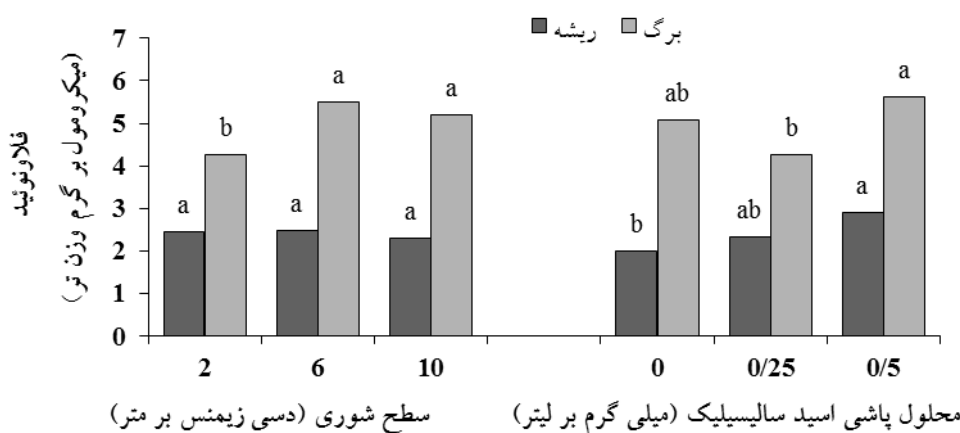 ریشه برگ
فلاونوئید
(میکرومول بر گرم وزن تر)
7
6
5
4
3
2
1
0
a b a a a a b ab ab b a a
2 6 10 0 0/25 0/5
سطح شوری (دسی زیمنس بر متر)
محلول پاشی اسید سالیسیلیک (میلی گرم بر لیتر)